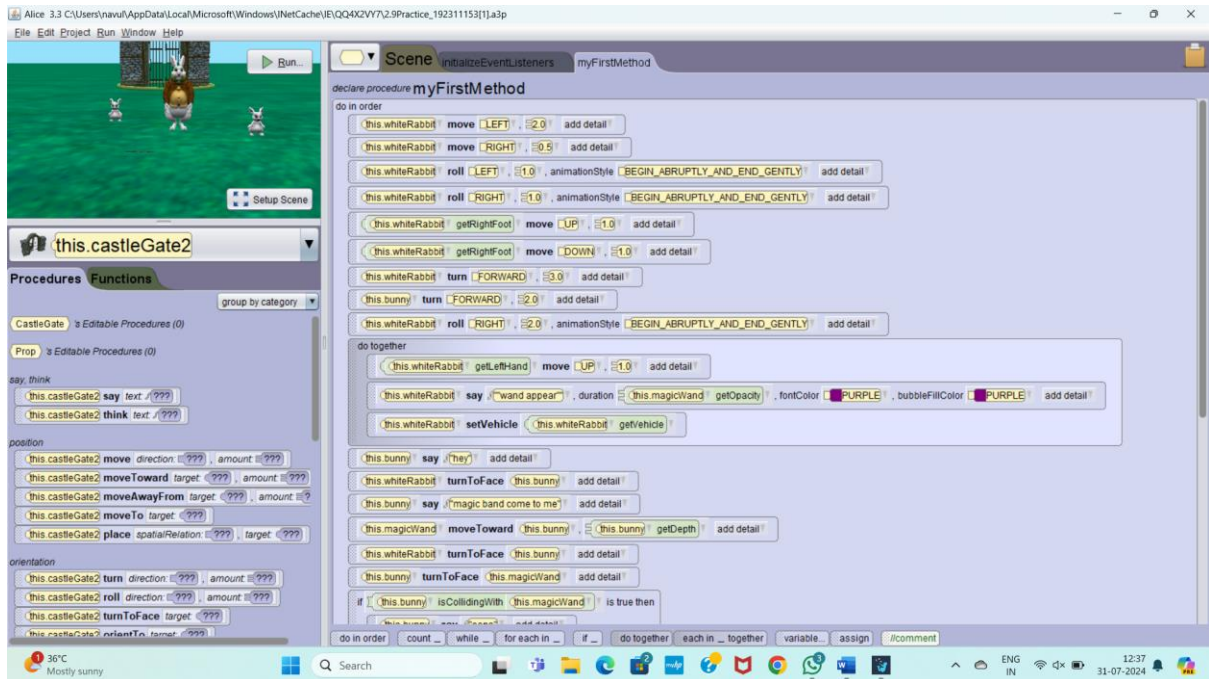 Alice 3.3 C:\Users\navul\AppData\Local\Microsoft\Windows\INetCache\IE\QQ4X2VY7\2.9Practice_192311153[1].a3p
File Edit Project Run Window Help
Run...
Setup Scene
this.castleGate2
Procedures Functions
group by category
CastleGate 's Editable Procedures (0)
Prop 's Editable Procedures (0)
say, think
this.castleGate2 say text ???
this.castleGate2 think text ???
position
this.castleGate2 move direction: ??? , amount: ???
this.castleGate2 moveToward target: ??? , amount: ???
this.castleGate2 moveAwayFrom target: ??? , amount: ?
this.castleGate2 moveTo target: ???
this.castleGate2 place spatialRelation: ??? , target: ???
orientation
this.castleGate2 turn direction: ??? , amount: ???
this.castleGate2 roll direction: ??? , amount: ???
this.castleGate2 turnToFace target: ???
this.castleGate2 orientTo target: ???
Scene initializeEventListeners myFirstMethod
declare procedure myFirstMethod
do in order
this.whiteRabbit move LEFT , 2.0 add detail
this.whiteRabbit move RIGHT , 0.5 add detail
this.whiteRabbit roll LEFT , 1.0 , animationStyle BEGIN_ABRUPTLY_AND_END_GENTLY add detail
this.whiteRabbit roll RIGHT , 1.0 , animationStyle BEGIN_ABRUPTLY_AND_END_GENTLY add detail
this.whiteRabbit getRightFoot move UP , 1.0 add detail
this.whiteRabbit getRightFoot move DOWN , 1.0 add detail
this.whiteRabbit turn FORWARD , 3.0 add detail
this.bunny turn FORWARD , 2.0 add detail
this.whiteRabbit roll RIGHT , 2.0 , animationStyle BEGIN_ABRUPTLY_AND_END_GENTLY add detail
do together
this.whiteRabbit getLeftHand move UP , 1.0 add detail
this.whiteRabbit say "wand appear" , duration this.magicWand getOpacity , fontColor PURPLE , bubbleFillColor PURPLE add detail
this.whiteRabbit setVehicle this.whiteRabbit getVehicle
this.bunny say "hey" add detail
this.whiteRabbit turnToFace this.bunny add detail
this.bunny say "magic band come to me" add detail
this.magicWand moveToward this.bunny , this.bunny getDepth add detail
this.whiteRabbit turnToFace this.bunny add detail
this.bunny turnToFace this.magicWand add detail
if this.bunny isCollidingWith this.magicWand is true then
do in order count _ while _ for each in _ if _ do together each in _ together variable... assign //comment
1 36°C
Mostly sunny
Search
ENG
IN
12:37
31-07-2024